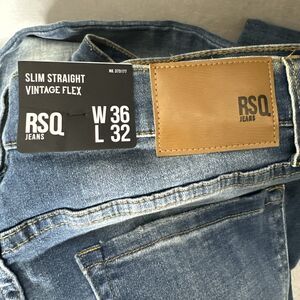 SLIM STRAIGHT
VINTAGE FLEX
RSQ
JEANS
W 36
L 32
RSQ
JEANS